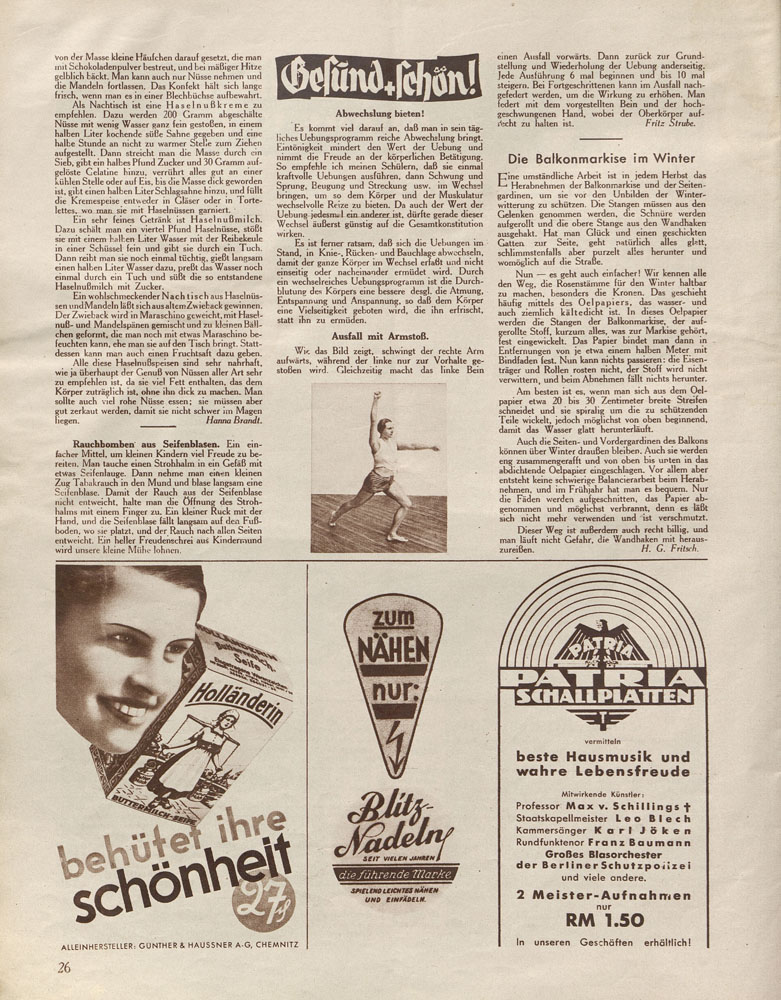 von der Masse kleine Häufchen darauf gesetzt, die man
mit Schokoladenpulver bestreut, und bei mäßiger Hitze
gelblich bäckt. Man kann auch nur Nüsse nehmen und
die Mandeln fortlassen. Das Konfekt hält sich lange
frisch, wenn man es in einer Blechbüchse aufbewahrt.
Als Nachtisch ist eine Haselnußkreme zu
empfehlen. Dazu werden 200 Gramm abgeschälte
Nüsse mit wenig Wasser ganz fein gestoßen, in einem
halben Liter kochende süße Sahne gegeben und eine
halbe Stunde an nicht zu warmer Stelle zum Ziehen
aufgestellt. Dann streicht man die Masse durch ein
Sieb, gibt ein halbes Pfund Zucker und 30 Gramm auf-
gelöste Gelatine hinzu, verrührt alles gut an einer
kühlen Stelle oder auf Eis, bis die Masse dick geworden
ist, gibt einen halben Liter Schlagsahne hinzu, und füllt
die Kremespeise entweder in Gläser oder in Torte-
lettes, wo man sie mit Haselnüssen garniert.
Ein sehr feines Getränk ist Haselnußmilch.
Dazu schält man ein viertel Pfund Haselnüsse, stößt
sie mit einem halben Liter Wasser mit der Reibekeule
in einer Schüssel fein und gibt sie durch ein Tuch.
Dann reibt man sie noch einmal tüchtig, gießt langsam
einen halben Liter Wasser dazu, preßt das Wasser noch
einmal durch ein Tuch und süßt die so entstandene
Haselnußmilch mit Zucker.
Ein wohlschmeckender Nachtisch aus Haselnüs-
sen und Mandeln läßt sich aus altem Zwieback gewinnen.
Der Zwieback wird in Maraschino geweicht, mit Hasel-
nuß- und Mandelspänen gemischt und zu kleinen Bäll-
chen geformt, die man noch mit etwas Maraschino be-
feuchten kann, ehe man sie auf den Tisch bringt. Statt-
dessen kann man auch einen Fruchtsaft dazu geben.
Alle diese Haselnußspeisen sind sehr nahrhaft,
wie ja überhaupt der Genuß von Nüssen aller Art sehr
zu empfehlen ist, da sie viel Fett enthalten, das dem
Körper zuträglich ist, ohne ihn dick zu machen. Man
sollte auch viel rohe Nüsse essen; sie müssen aber
gut zerkaut werden, damit sie nicht schwer im Magen
liegen. Hanna Brandt.
Rauchbomben aus Seifenblasen. Ein ein-
facher Mittel, um kleinen Kindern viel Freude zu be-
reiten. Man tauche einen Strohhalm in ein Gefäß mit
etwas Seifenlauge. Dann nehme man einen kleinen
Zug Tabakrauch in den Mund und blase langsam eine
Seifenblase. Damit der Rauch aus der Seifenblase
nicht entweicht, halte man die Öffnung des Stroh-
halms mit einem Finger zu. Ein kleiner Ruck mit der
Hand, und die Seifenblase fällt langsam auf den Fuß-
boden, wo sie platzt, und der Rauch nach allen Seiten
entweicht. Ein heller Freudenschrei aus Kindermund
wird unsere kleine Mühe lohnen.
Gesund + schön!
Abwechslung bieten!
Es kommt viel darauf an, daß man in sein täg-
liches Uebungsprogramm reiche Abwechslung bringt.
Eintönigkeit mindert den Wert der Uebung und
nimmt die Freude an der körperlichen Betätigung.
So empfehle ich meinen Schülern, daß sie einmal
kraftvolle Uebungen ausführen, dann Schwung und
Sprung, Beugung und Streckung usw. im Wechsel
bringen, um so dem Körper und der Muskulatur
wechselvolle Reize zu bieten. Da auch der Wert der
Uebung jedesmal ein anderer ist, dürfte gerade dieser
Wechsel äußerst günstig auf die Gesamtkonstitution
wirken.
Es ist ferner ratsam, daß sich die Uebungen im
Stand, in Knie-, Rücken- und Bauchlage abwechseln,
damit der ganze Körper im Wechsel erfaßt und nicht
einseitig oder nacheinander ermüdet wird. Durch
ein wechselreiches Uebungsprogramm ist die Durch-
blutung des Körpers eine bessere desgl. die Atmung,
Entspannung und Anspannung, so daß dem Körper
eine Vielseitigkeit geboten wird, die ihn erfrischt,
statt ihn zu ermüden.
Ausfall mit Armstoß.
Wie das Bild zeigt, schwingt der rechte Arm
aufwärts, während der linke nur zur Vorhalte ge-
stoßen wird. Gleichzeitig macht das linke Bein
einen Ausfall vorwärts. Dann zurück zur Grund-
stellung und Wiederholung der Uebung anderseitig.
Jede Ausführung 6 mal beginnen und bis 10 mal
steigern. Bei Fortgeschrittenen kann im Ausfall nach-
gefedert werden, um die Wirkung zu erhöhen. Man
federt mit dem vorgestellten Bein und der hoch-
geschwungenen Hand, wobei der Oberkörper auf-
recht zu halten ist. Fritz Strube.
Die Balkonmarkise im Winter
Eine umständliche Arbeit ist in jedem Herbst das
Herabnehmen der Balkonmarkise und der Seiten-
gardinen, um sie vor den Unbilden der Winter-
witterung zu schützen. Die Stangen müssen aus den
Gelenken genommen werden, die Schnüre werden
aufgerollt und die obere Stange aus den Wandhaken
ausgehakt. Hat man Glück und einen geschickten
Gatten zur Seite, geht natürlich alles glatt,
schlimmstenfalls aber purzelt alles herunter und
womöglich auf die Straße.
Nun — es geht auch einfacher! Wir kennen alle
den Weg, die Rosenstämme für den Winter haltbar
zu machen, besonders die Kronen. Das geschieht
häufig mittels des Oelpapiers, das wasser- und
auch ziemlich kältedicht ist. In dieses Oelpapier
werden die Stangen der Balkonmarkise, der auf-
gerollte Stoff, kurzum alles, was zur Markise gehört,
fest eingewickelt. Das Papier bindet man dann in
Entfernungen von je etwa einem halben Meter mit
Bindfaden fest. Nun kann nichts passieren: die Eisen-
träger und Rollen rosten nicht, der Stoff wird nicht
verwittern, und beim Abnehmen fällt nichts herunter.
Am besten ist es, wenn man sich aus dem Oel-
papier etwa 20 bis 30 Zentimeter breite Streifen
schneidet und sie spiralig um die zu schützenden
Teile wickelt, jedoch möglichst von oben beginnend,
damit das Wasser glatt herunterläuft.
Auch die Seiten- und Vordergardinen des Balkons
können über Winter draußen bleiben. Auch sie werden
eng zusammengerafft und von oben bis unten in das
abdichtende Oelpapier eingeschlagen. Vor allem aber
entsteht keine schwierige Balancierarbeit beim Herab-
nehmen, und im Frühjahr hat man es bequem. Nur
die Fäden werden aufgeschnitten, das Papier ab-
genommen und möglichst verbrannt, denn es läßt
sich nicht mehr verwenden und ist verschmutzt.
Dieser Weg ist außerdem auch recht billig, und
man läuft nicht Gefahr, die Wandhaken mit heraus-
zureißen. H. G. Fritsch.
HOLLÄNDERIN
Buttermilch-
Seife
Holländerin
BUTTERMILCH-SEIFE
behütet ihre
schönheit
27 Pf
ALLEINHERSTELLER: GÜNTHER & HAUSSNER A-G, CHEMNITZ
zum
NÄHEN
nur:
Blitz-
Nadeln
SEIT VIELEN JAHREN
die führende Marke
SPIELEND LEICHTES NÄHEN
UND EINFÄDELN.
PATRIA
PATRIA
SCHALLPLATTEN
vermitteln
beste Hausmusik und
wahre Lebensfreude
Mitwirkende Künstler:
Professor Max v. Schillings †
Staatskapellmeister Leo Blech
Kammersänger Karl Jöken
Rundfunktenor Franz Baumann
Großes Blasorchester
der Berliner Schutzpolizei
und viele andere.
2 Meister-Aufnahmen
nur
RM 1.50
In unseren Geschäften erhältlich!
26